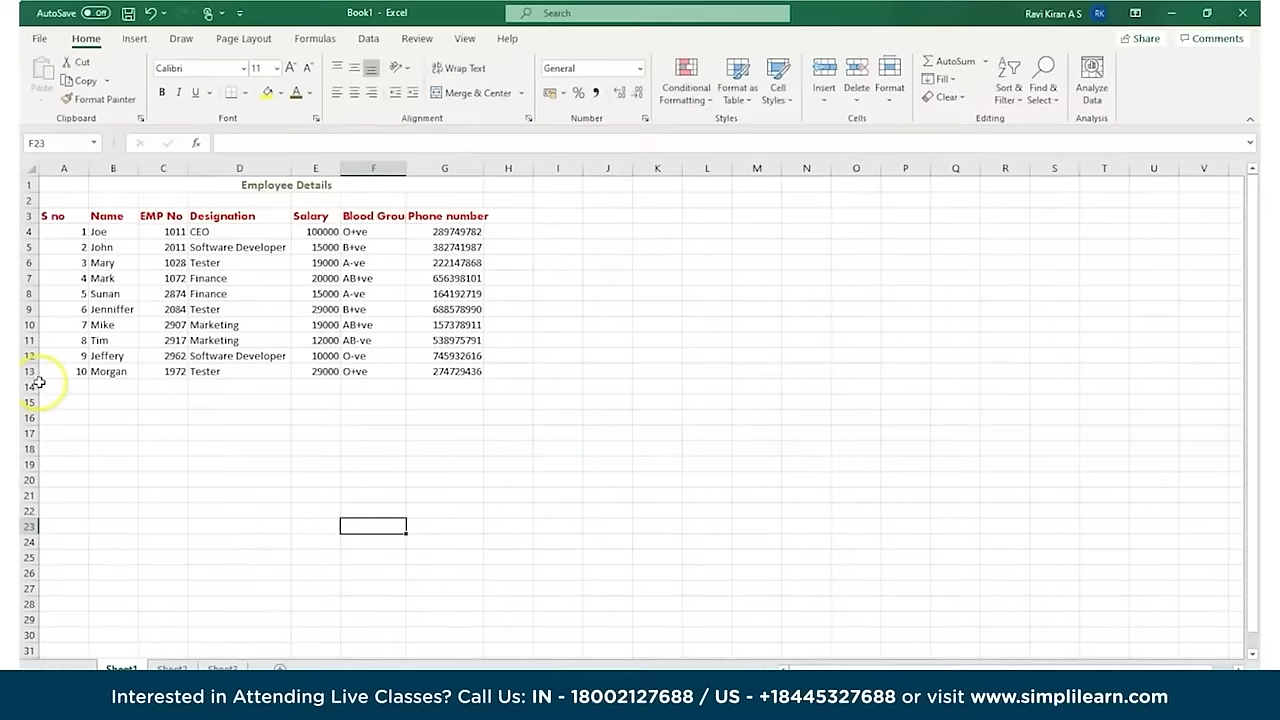 AutoSave Off Book1 - Excel Search Ravi Kiran A S RK
File Home Insert Draw Page Layout Formulas Data Review View Help Share Comments
Paste Cut Copy Format Painter Clipboard
Calibri 11 A A B I U A Font
Wrap Text Merge & Center Alignment
General % Number
Conditional Formatting Format as Table Cell Styles Styles
Insert Delete Format Cells
AutoSum Fill Clear Sort & Filter Find & Select Editing
Analyze Data Analysis
F23 fx
A B C D E F G H I J K L M N O P Q R S T U V
1 Employee Details
2
3 S no Name EMP No Designation Salary Blood Grou Phone number
4 1 Joe 1011 CEO 100000 O+ve 289749782
5 2 John 2011 Software Developer 15000 B+ve 382741987
6 3 Mary 1028 Tester 19000 A-ve 222147868
7 4 Mark 1072 Finance 20000 AB+ve 656398101
8 5 Sunan 2874 Finance 15000 A-ve 164192719
9 6 Jenniffer 2084 Tester 29000 B+ve 688578990
10 7 Mike 2907 Marketing 19000 AB+ve 157378911
11 8 Tim 2917 Marketing 12000 AB-ve 538975791
12 9 Jeffery 2962 Software Developer 10000 O-ve 745932616
13 10 Morgan 1972 Tester 29000 O+ve 274729436
14
15
16
17
18
19
20
21
22
23
24
25
26
27
28
29
30
31
Sheet1 Sheet2 Sheet3
Interested in Attending Live Classes? Call Us: IN - 18002127688 / US - +18445327688 or visit www.simplilearn.com